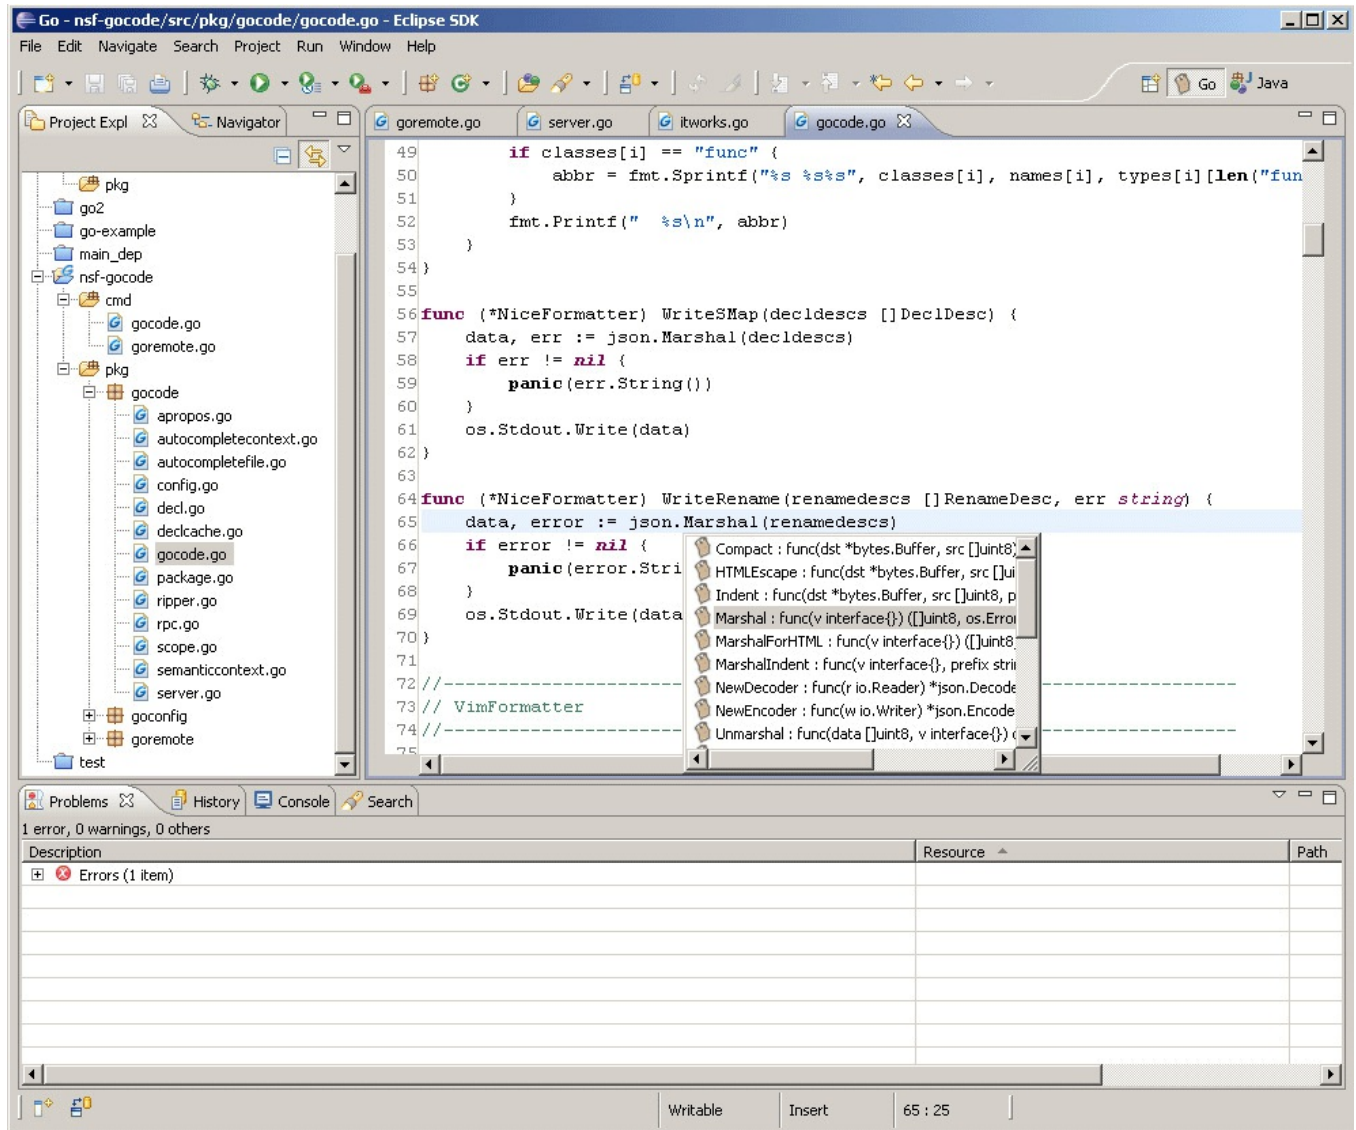 Go - nsf-gocode/src/pkg/gocode/gocode.go - Eclipse SDK
File Edit Navigate Search Project Run Window Help
Go Java
Project Expl Navigator
goremote.go server.go itworks.go gocode.go
pkg
go2
go-example
main_dep
nsf-gocode
cmd
gocode.go
goremote.go
pkg
gocode
apropos.go
autocompletecontext.go
autocompletefile.go
config.go
decl.go
declcache.go
gocode.go
package.go
ripper.go
rpc.go
scope.go
semanticcontext.go
server.go
goconfig
goremote
test
49 if classes[i] == "func" {
50 abbr = fmt.Sprintf("%s %s%s", classes[i], names[i], types[i][len("fun
51 }
52 fmt.Printf("  %s\n", abbr)
53 }
54 }
55
56 func (*NiceFormatter) WriteSMap(decldescs []DeclDesc) {
57 data, err := json.Marshal(decldescs)
58 if err != nil {
59 panic(err.String())
60 }
61 os.Stdout.Write(data)
62 }
63
64 func (*NiceFormatter) WriteRename(renamedescs []RenameDesc, err string) {
65 data, error := json.Marshal(renamedescs)
66 if error != nil {
67 panic(error.Stri
68 }
69 os.Stdout.Write(data
70 }
71
72 //------------------------------------------------------------------------
73 // VimFormatter
74 //------------------------------------------------------------------------
75
Compact : func(dst *bytes.Buffer, src []uint8)
HTMLEscape : func(dst *bytes.Buffer, src []ui
Indent : func(dst *bytes.Buffer, src []uint8, p
Marshal : func(v interface{}) ([]uint8, os.Erro
MarshalForHTML : func(v interface{}) ([]uint8,
MarshalIndent : func(v interface{}, prefix stri
NewDecoder : func(r io.Reader) *json.Decode
NewEncoder : func(w io.Writer) *json.Encode
Unmarshal : func(data []uint8, v interface{})
Problems History Console Search
1 error, 0 warnings, 0 others
Description Resource Path
Errors (1 item)
Writable Insert 65 : 25